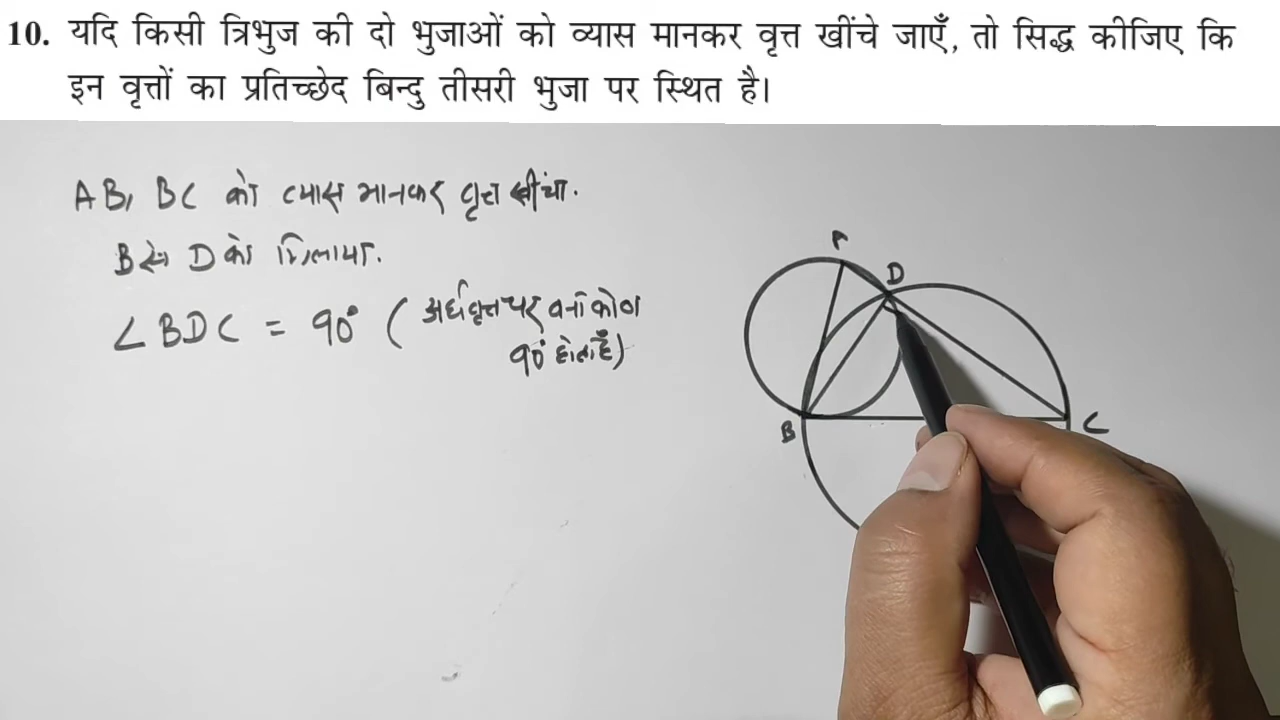 10. यदि किसी त्रिभुज की दो भुजाओं को व्यास मानकर वृत्त खींचे जाएँ, तो सिद्ध कीजिए कि
इन वृत्तों का प्रतिच्छेद बिन्दु तीसरी भुजा पर स्थित है।
AB, BC को व्यास मानकर वृत्त खींचा.
B से D को मिलाया.
∠BDC = 90° ( अर्धवृत्त पर बना कोण
90° होता है)
A
D
B
C